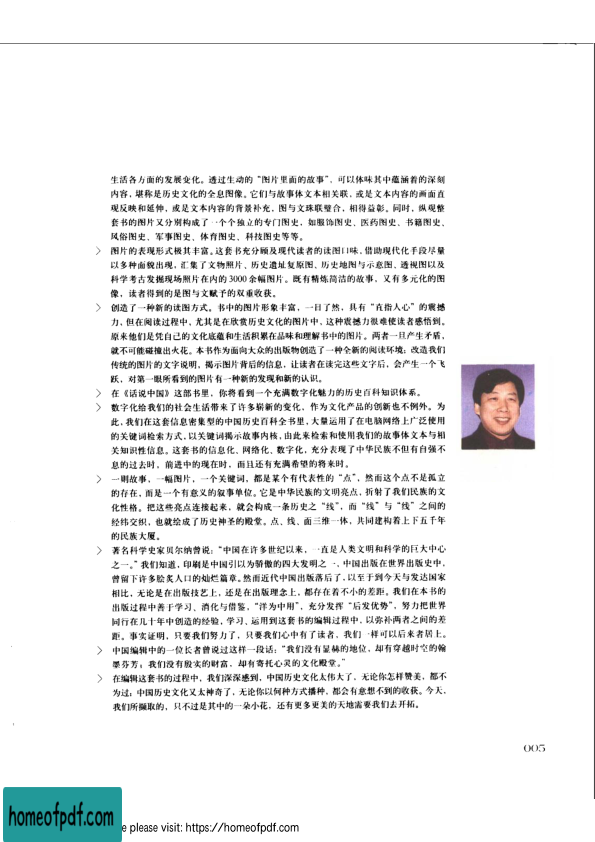 生活各方面的发展变化。透过生动的“图片里面的故事”，可以体味其中蕴涵着的深刻
内容，堪称是历史文化的全息图像。它们与故事体文本相关联，或是文本内容的画面直
观反映和延伸，或是文本内容的背景补充，图与文珠联璧合，相得益彰。同时，纵观整
套书的图片又分别构成了一个个独立的专门图史，如服饰图史、医药图史、书籍图史、
风俗图史、军事图史、体育图史、科技图史等等。
> 图片的表现形式极其丰富。这套书充分顾及现代读者的读图口味，借助现代化手段尽量
以多种面貌出现，汇集了文物照片、历史遗址复原图、历史地图与示意图、透视图以及
科学考古发掘现场照片在内的3000余幅图片。既有精炼简洁的故事，又有多元化的图
像，读者得到的是图与文赋予的双重收获。
> 创造了一种新的读图方式。书中的图片形象丰富，一目了然，具有“直指人心”的震撼
力，但在阅读过程中、尤其是在欣赏历史文化的图片中，这种震撼力很难使读者感悟到。
原来他们是凭自己的文化底蕴和生活积累在品味和理解书中的图片。两者一旦产生矛盾，
就不可能碰撞出火花。本书作为面向大众的出版物创造了一种全新的阅读环境：改造我们
传统的图片的文字说明，揭示图片背后的信息，让读者在读完这些文字后，会产生一个飞
跃，对第一眼所看到的图片有一种新的发现和新的认识。
> 在《话说中国》这部书里，你将看到一个充满数字化魅力的历史百科知识体系。
> 数字化给我们的社会生活带来了许多崭新的变化，作为文化产品的创新也不例外。为
此，我们在这套信息密集型的中国历史百科全书里，大量运用了在电脑网络上广泛使用
的关键词检索方式，以关键词揭示故事内核，由此来检索和使用我们的故事体文本与相
关知识性信息。这套书的信息化、网络化、数字化，充分表现了中华民族不但有自强不
息的过去时，前进中的现在时，而且还有充满希望的将来时。
> 一则故事，一幅图片，一个关键词，都是某个有代表性的“点”，然而这个点不是孤立
的存在，而是一个有意义的叙事单位。它是中华民族的文明亮点，折射了我们民族的文
化性格。把这些亮点连接起来，就会构成一条历史之“线”，而“线”与“线”之间的
经纬交织，也就绘成了历史神圣的殿堂。点、线、面三维一体，共同建构着上下五千年
的民族大厦。
> 著名科学史家贝尔纳曾说：“中国在许多世纪以来，一直是人类文明和科学的巨大中心
之一。”我们知道，印刷是中国引以为骄傲的四大发明之一，中国出版在世界出版史中，
曾留下许多脍炙人口的灿烂篇章。然而近代中国出版落后了，以至于到今天与发达国家
相比，无论是在出版技艺上，还是在出版理念上，都存在着不小的差距。我们在本书的
出版过程中善于学习、消化与借鉴，“洋为中用”，充分发挥“后发优势”，努力把世界
同行在几十年中创造的经验，学习、运用到这套书的编辑过程中，以弥补两者之间的差
距。事实证明，只要我们努力了，只要我们心中有了读者，我们一样可以后来者居上。
> 中国编辑中的一位长者曾说过这样一段话：“我们没有显赫的地位，却有穿越时空的翰
墨芬芳；我们没有殷实的财富，却有寄托心灵的文化殿堂。”
> 在编辑这套书的过程中，我们深深感到，中国历史文化太伟大了，无论你怎样赞美，都不
为过；中国历史文化又太神奇了，无论你以何种方式播种，都会有意想不到的收获。今天，
我们所撷取的，只不过是其中的一朵小花，还有更多更美的天地需要我们去开拓。
005
homeofpdf.com
e please visit: https://homeofpdf.com